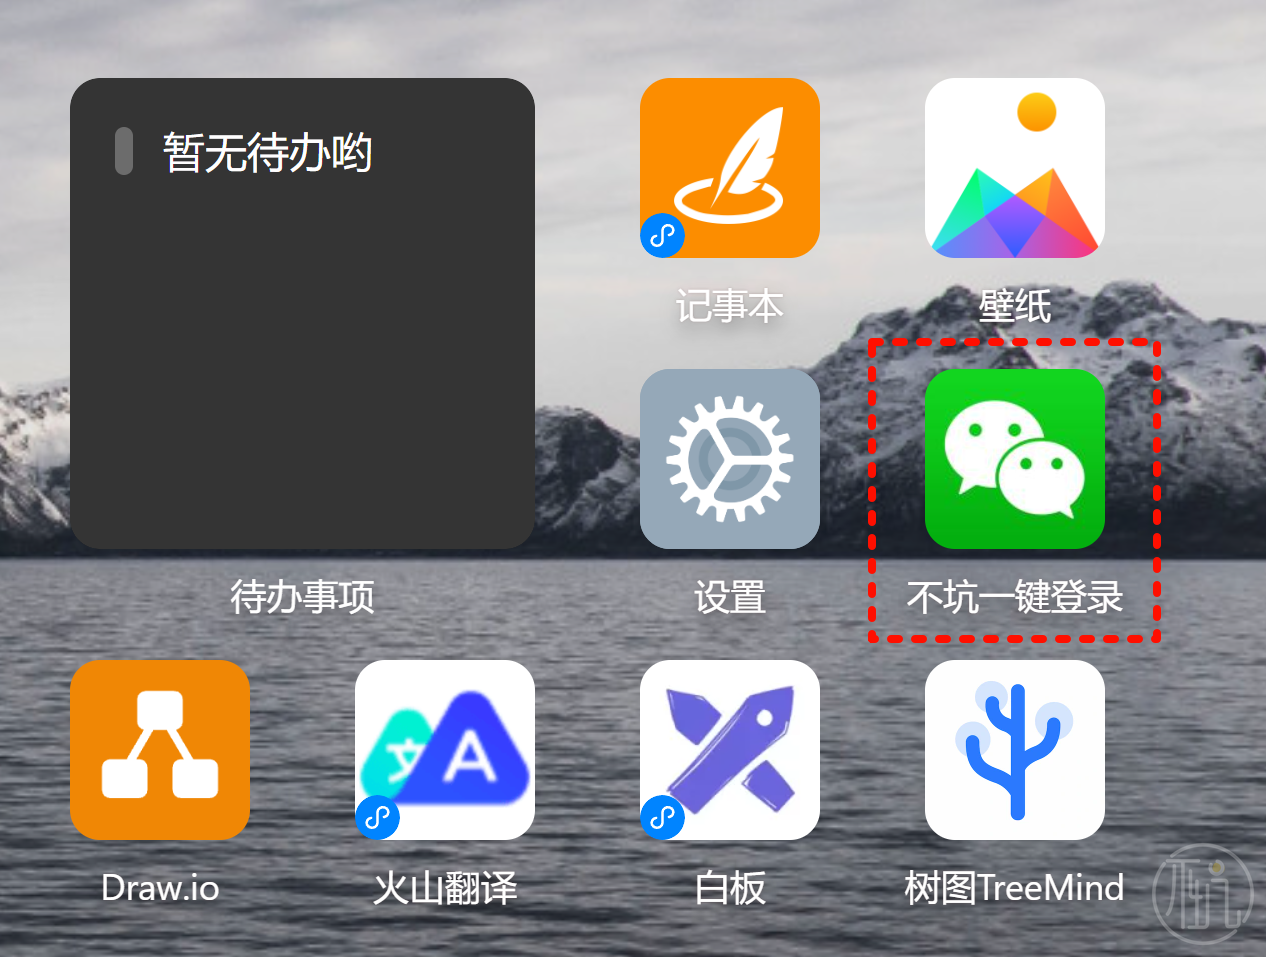 暂无待办哟
记事本
壁纸
文
A
待办事项
设置
不坑一键登录
Draw.io
火山翻译
白板
树图TreeMind